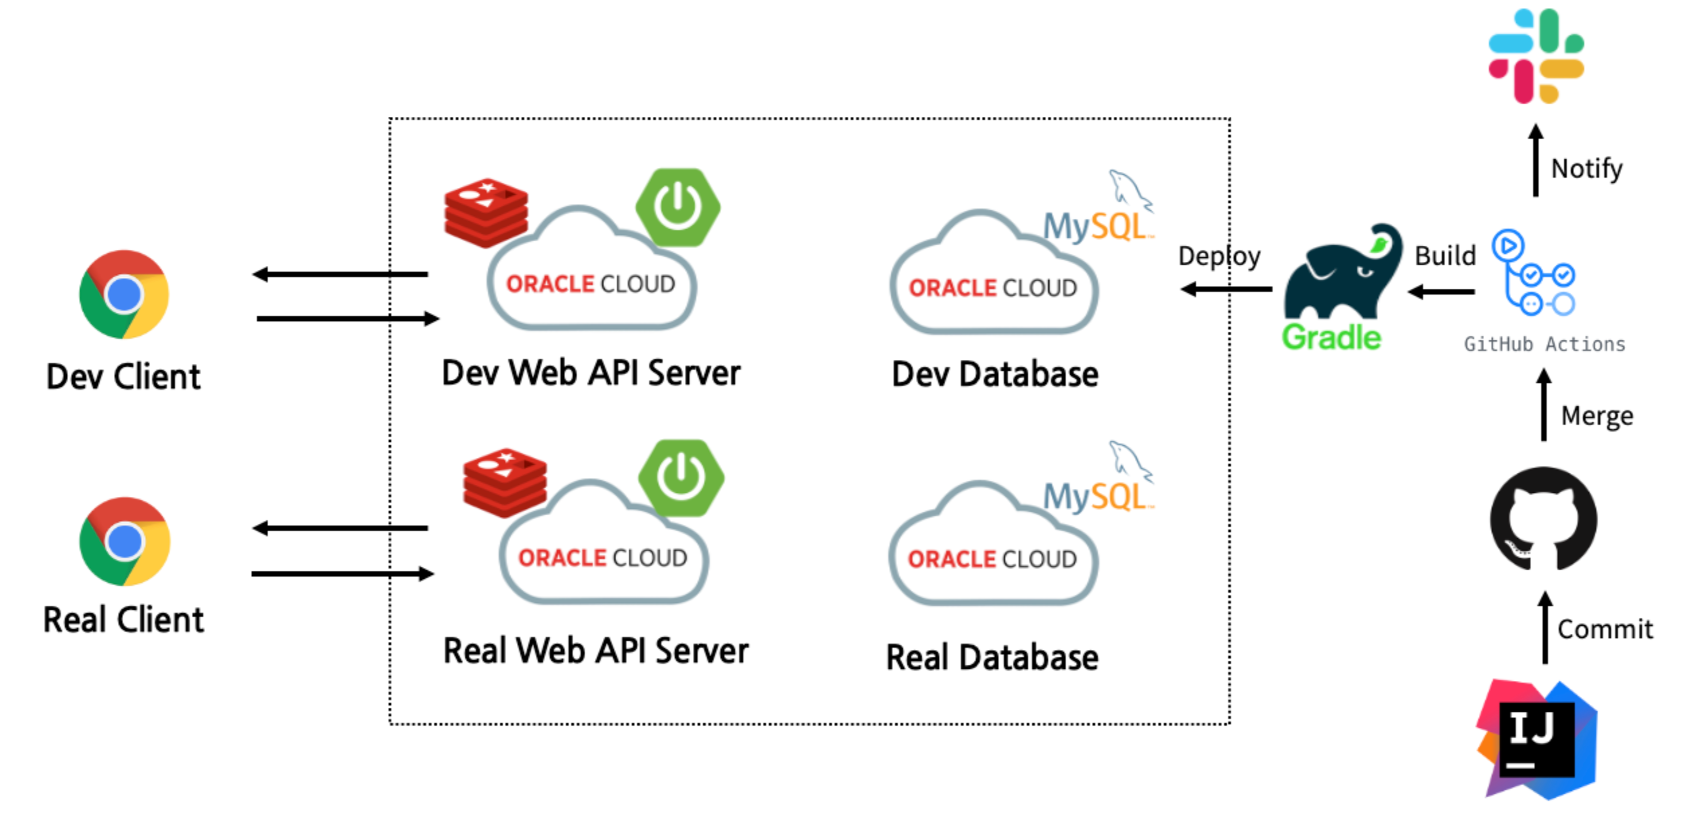 Notify
MySQL
ORACLE CLOUD
ORACLE CLOUD
Deploy
Build
Gradle
GitHub Actions
Dev Client
Dev Web API Server
Dev Database
Merge
MySQL
ORACLE CLOUD
ORACLE CLOUD
Real Client
Real Web API Server
Real Database
Commit
IJ